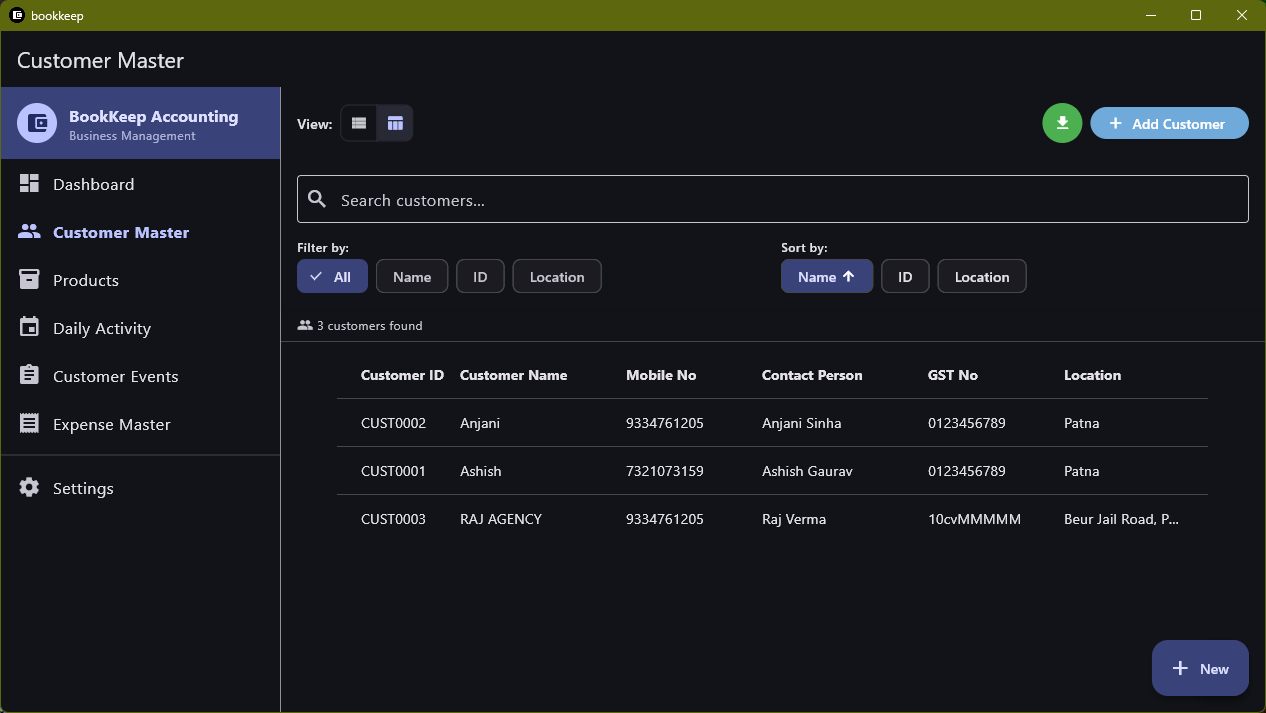 bookkeep
Customer Master
BookKeep Accounting
Business Management
Dashboard
Customer Master
Products
Daily Activity
Customer Events
Expense Master
Settings
View:
Add Customer
Search customers...
Filter by:
All Name ID Location
Sort by:
Name ID Location
3 customers found
Customer ID Customer Name Mobile No Contact Person GST No Location
CUST0002 Anjani 9334761205 Anjani Sinha 0123456789 Patna
CUST0001 Ashish 7321073159 Ashish Gaurav 0123456789 Patna
CUST0003 RAJ AGENCY 9334761205 Raj Verma 10cvMMMMM Beur Jail Road, P...
New